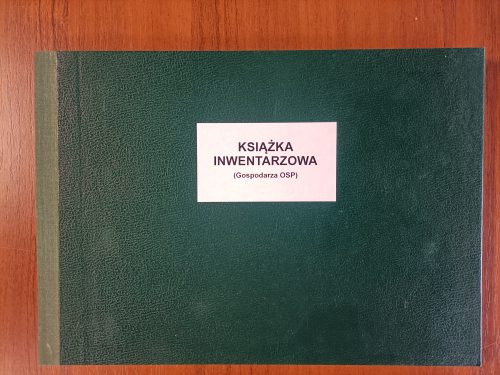 KSIĄŻKA
INWENTARZOWA
(Gospodarza OSP)